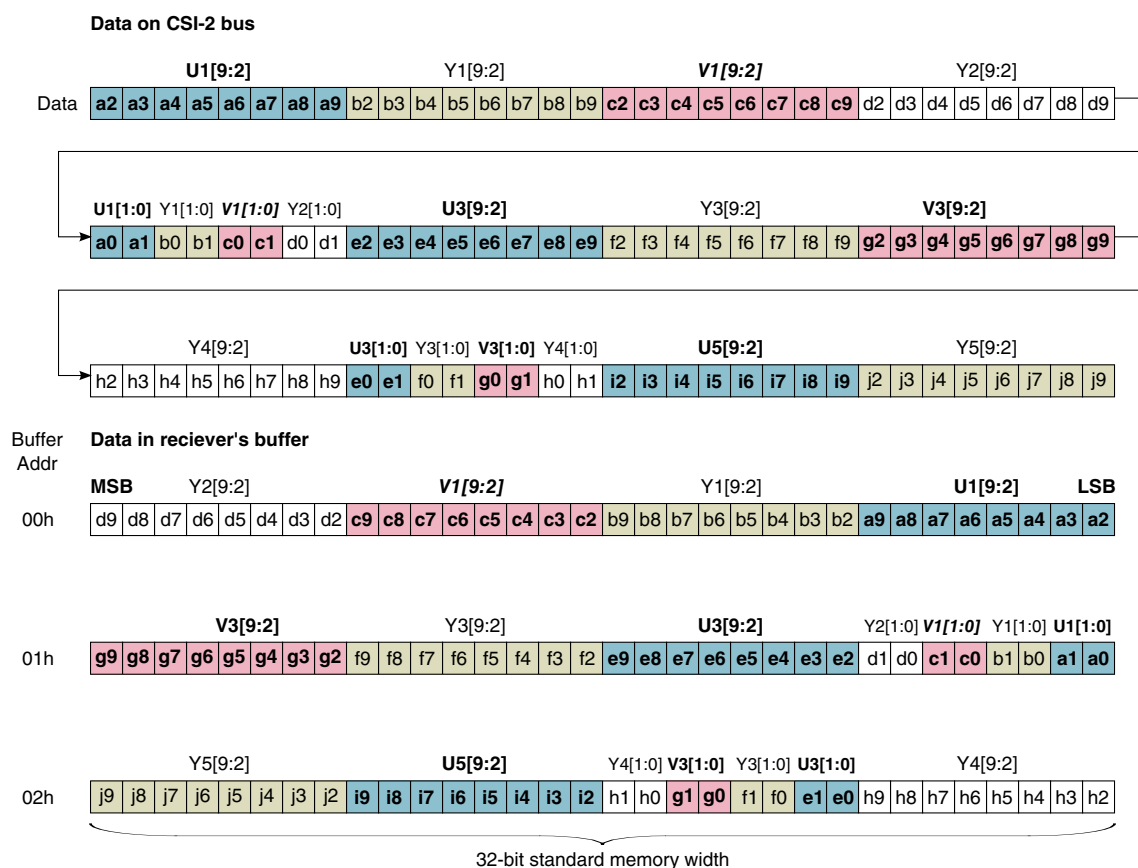 Data on CSI-2 bus
U1[9:2] Y1[9:2] V1[9:2] Y2[9:2]
Data a2 a3 a4 a5 a6 a7 a8 a9 b2 b3 b4 b5 b6 b7 b8 b9 c2 c3 c4 c5 c6 c7 c8 c9 d2 d3 d4 d5 d6 d7 d8 d9
U1[1:0] Y1[1:0] V1[1:0] Y2[1:0] U3[9:2] Y3[9:2] V3[9:2]
a0 a1 b0 b1 c0 c1 d0 d1 e2 e3 e4 e5 e6 e7 e8 e9 f2 f3 f4 f5 f6 f7 f8 f9 g2 g3 g4 g5 g6 g7 g8 g9
Y4[9:2] U3[1:0] Y3[1:0] V3[1:0] Y4[1:0] U5[9:2] Y5[9:2]
h2 h3 h4 h5 h6 h7 h8 h9 e0 e1 f0 f1 g0 g1 h0 h1 i2 i3 i4 i5 i6 i7 i8 i9 j2 j3 j4 j5 j6 j7 j8 j9
Buffer Addr
Data in reciever's buffer
MSB Y2[9:2] V1[9:2] Y1[9:2] U1[9:2] LSB
00h d9 d8 d7 d6 d5 d4 d3 d2 c9 c8 c7 c6 c5 c4 c3 c2 b9 b8 b7 b6 b5 b4 b3 b2 a9 a8 a7 a6 a5 a4 a3 a2
V3[9:2] Y3[9:2] U3[9:2] Y2[1:0] V1[1:0] Y1[1:0] U1[1:0]
01h g9 g8 g7 g6 g5 g4 g3 g2 f9 f8 f7 f6 f5 f4 f3 f2 e9 e8 e7 e6 e5 e4 e3 e2 d1 d0 c1 c0 b1 b0 a1 a0
Y5[9:2] U5[9:2] Y4[1:0] V3[1:0] Y3[1:0] U3[1:0] Y4[9:2]
02h j9 j8 j7 j6 j5 j4 j3 j2 i9 i8 i7 i6 i5 i4 i3 i2 h1 h0 g1 g0 f1 f0 e1 e0 h9 h8 h7 h6 h5 h4 h3 h2
32-bit standard memory width